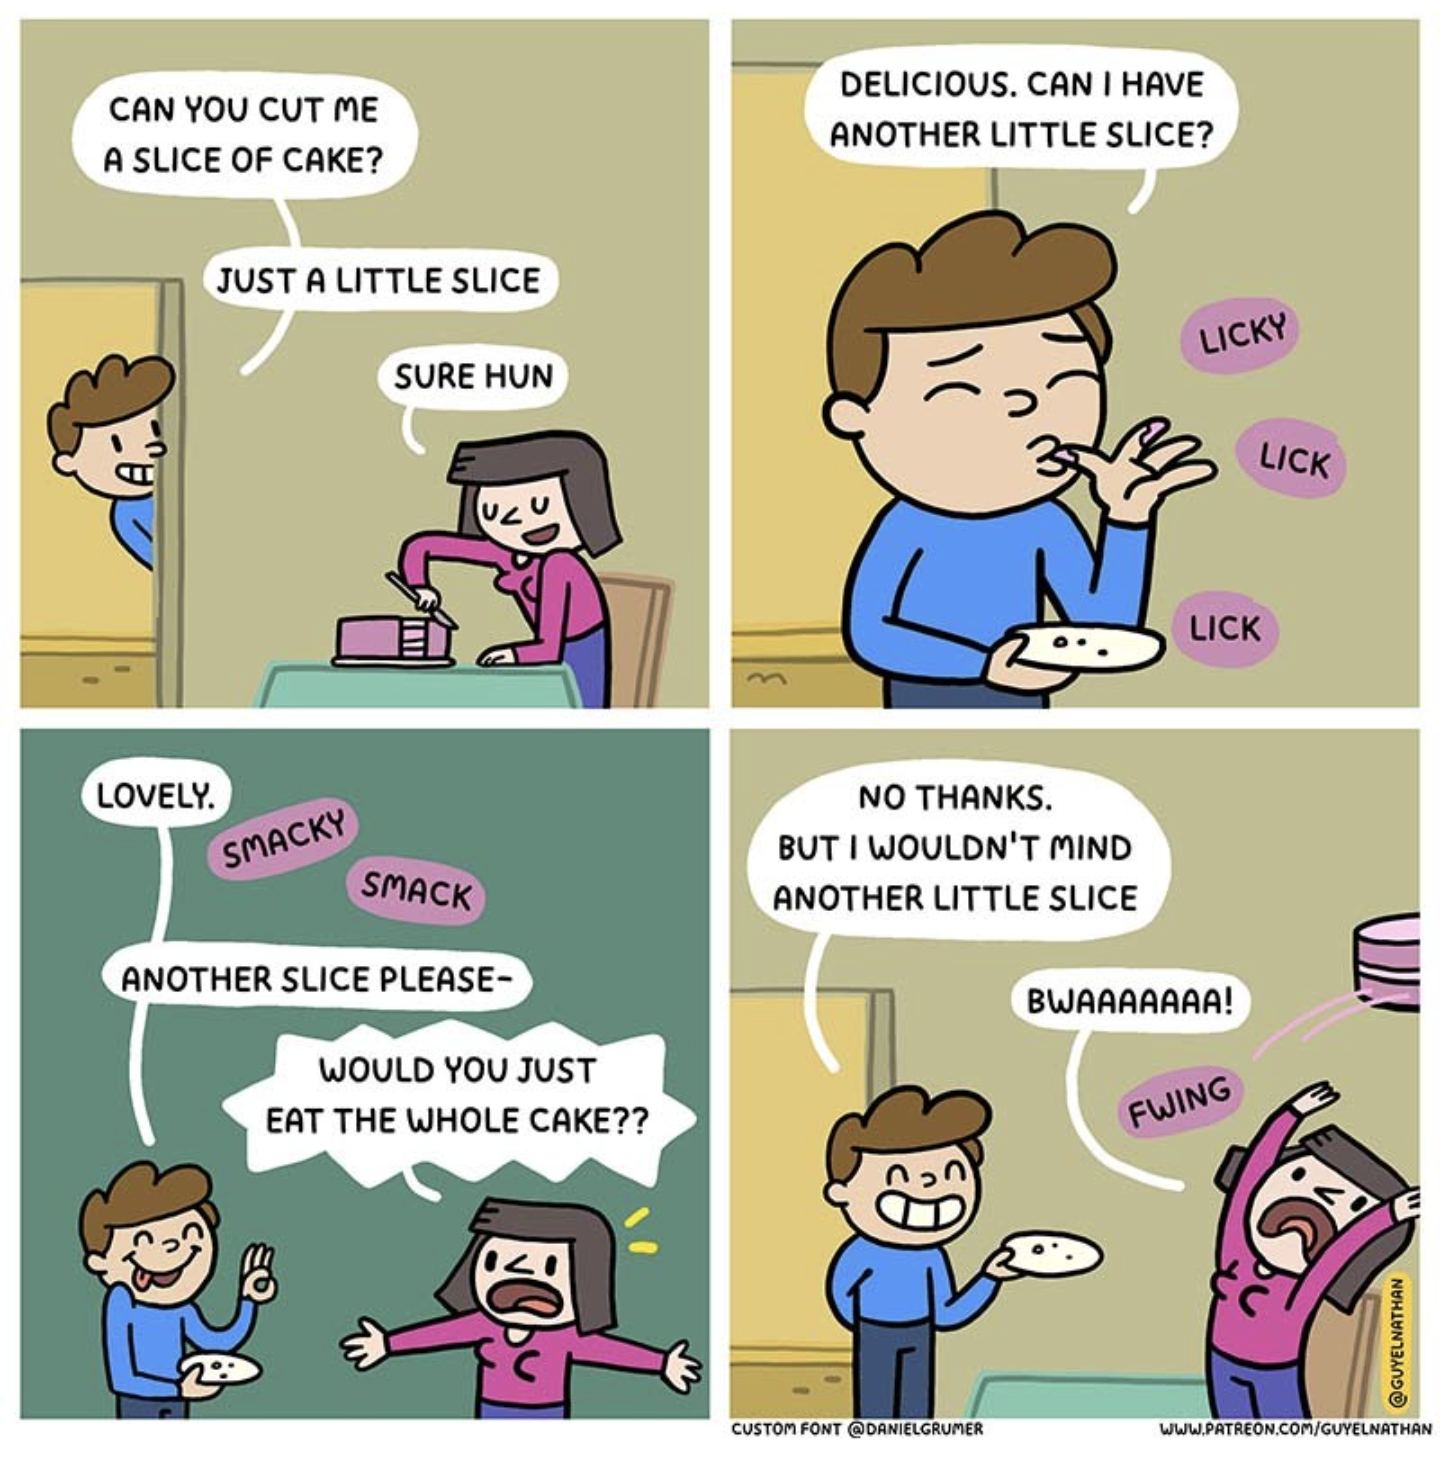 CAN YOU CUT ME
A SLICE OF CAKE?
JUST A LITTLE SLICE
SURE HUN
DELICIOUS. CAN I HAVE
ANOTHER LITTLE SLICE?
LICKY
LICK
LICK
LOVELY.
SMACKY
SMACK
ANOTHER SLICE PLEASE-
WOULD YOU JUST
EAT THE WHOLE CAKE??
NO THANKS.
BUT I WOULDN'T MIND
ANOTHER LITTLE SLICE
BWAAAAAAA!
FWING
@GUYELNATHAN
CUSTOM FONT @DANIELGRUMER
WWW.PATREON.COM/GUYELNATHAN